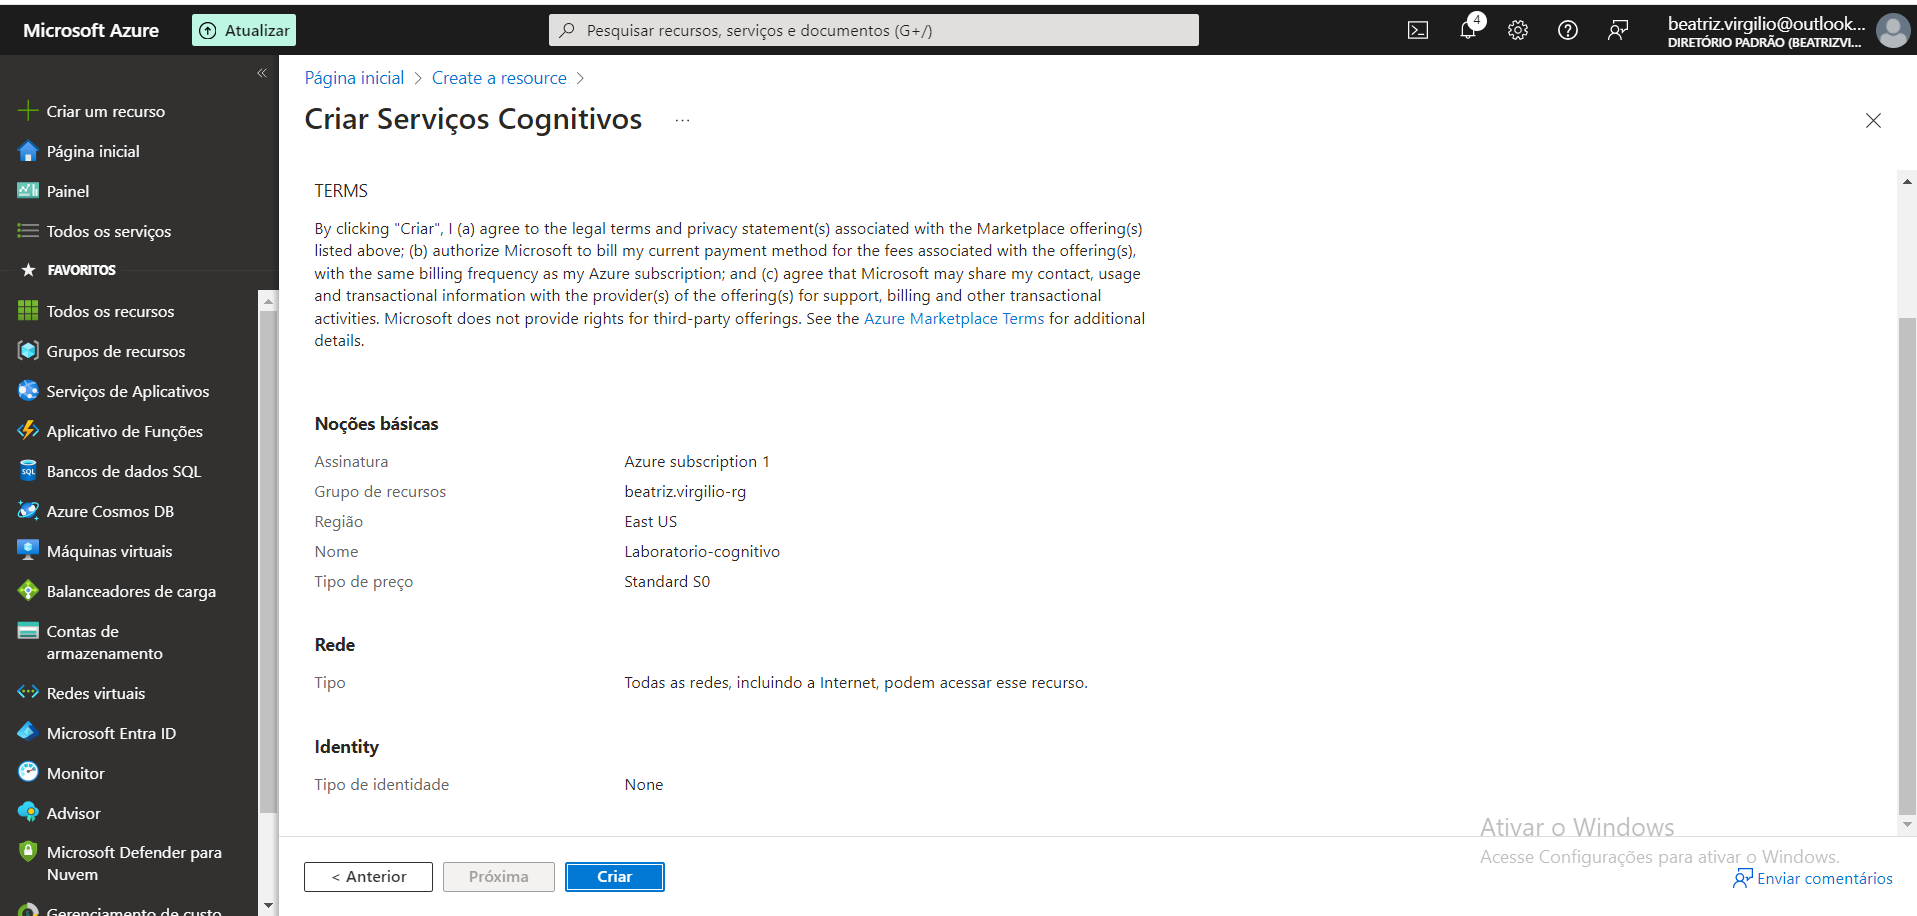 Microsoft Azure
Atualizar
Pesquisar recursos, serviços e documentos (G+/)
4
beatriz.virgilio@outlook...
DIRETÓRIO PADRÃO (BEATRIZVI...
«
Criar um recurso
Página inicial
Painel
Todos os serviços
FAVORITOS
Todos os recursos
Grupos de recursos
Serviços de Aplicativos
Aplicativo de Funções
SQL
Bancos de dados SQL
Azure Cosmos DB
Máquinas virtuais
Balanceadores de carga
Contas de
armazenamento
Redes virtuais
Microsoft Entra ID
Monitor
Advisor
Microsoft Defender para
Nuvem
Gerenciamento de custo
Página inicial > Create a resource >
Criar Serviços Cognitivos ...
TERMS
By clicking "Criar", I (a) agree to the legal terms and privacy statement(s) associated with the Marketplace offering(s)
listed above; (b) authorize Microsoft to bill my current payment method for the fees associated with the offering(s),
with the same billing frequency as my Azure subscription; and (c) agree that Microsoft may share my contact, usage
and transactional information with the provider(s) of the offering(s) for support, billing and other transactional
activities. Microsoft does not provide rights for third-party offerings. See the Azure Marketplace Terms for additional
details.
Noções básicas
Assinatura Azure subscription 1
Grupo de recursos beatriz.virgilio-rg
Região East US
Nome Laboratorio-cognitivo
Tipo de preço Standard S0
Rede
Tipo Todas as redes, incluindo a Internet, podem acessar esse recurso.
Identity
Tipo de identidade None
Ativar o Windows
Acesse Configurações para ativar o Windows.
< Anterior
Próxima
Criar
Enviar comentários